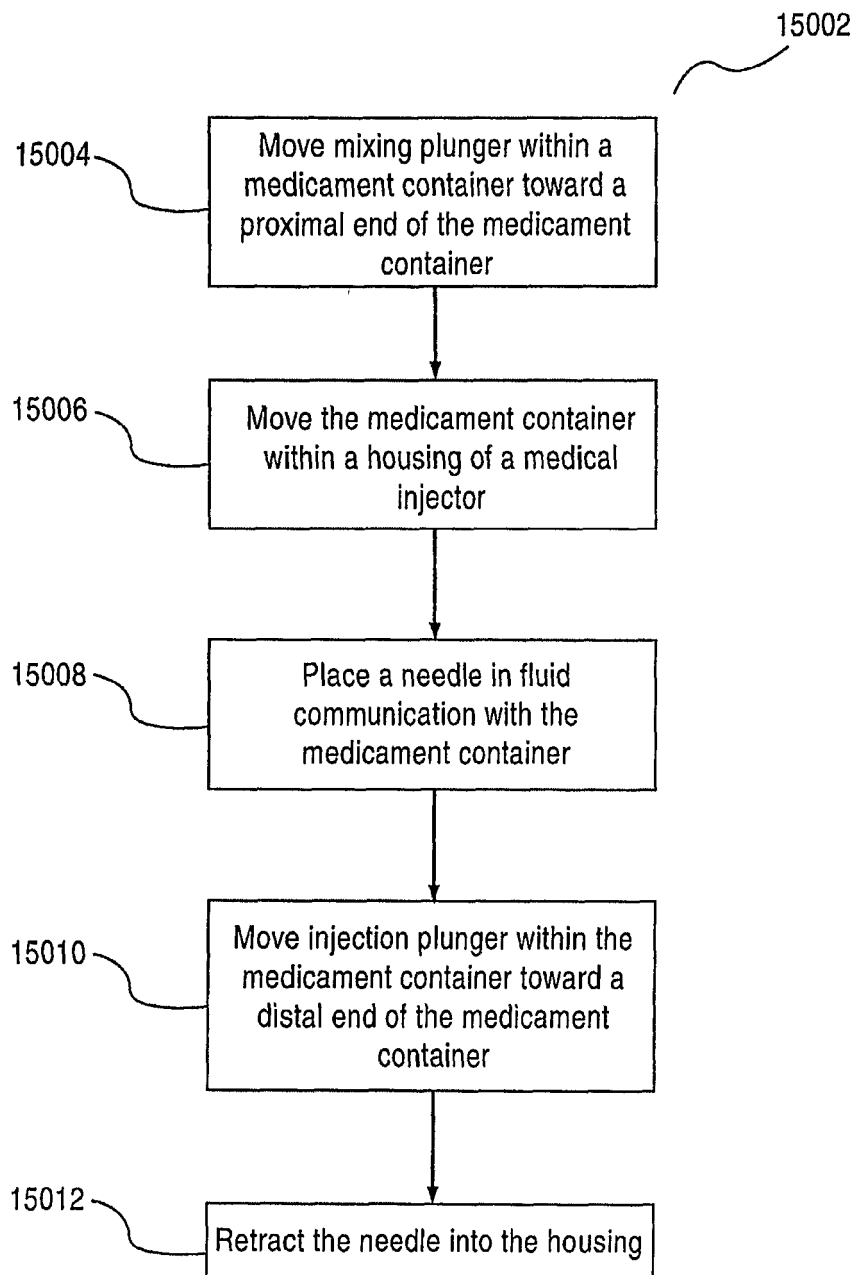 15002
15004
Move mixing plunger within a
medicament container toward a
proximal end of the medicament
container
15006
Move the medicament container
within a housing of a medical
injector
15008
Place a needle in fluid
communication with the
medicament container
15010
Move injection plunger within the
medicament container toward a
distal end of the medicament
container
15012
Retract the needle into the housing